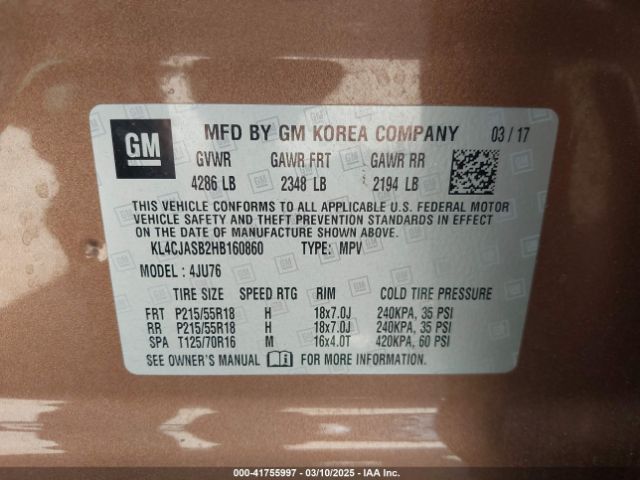 GM MFD BY GM KOREA COMPANY 03 / 17
GVWR GAWR FRT GAWR RR
4286 LB 2348 LB 2194 LB
THIS VEHICLE CONFORMS TO ALL APPLICABLE U.S. FEDERAL MOTOR
VEHICLE SAFETY AND THEFT PREVENTION STANDARDS IN EFFECT
ON THE DATE OF MANUFACTURE SHOWN ABOVE.
KL4CJASB2HB160860 TYPE: MPV
MODEL : 4JU76
TIRE SIZE SPEED RTG RIM COLD TIRE PRESSURE
FRT P215/55R18 H 18x7.0J 240KPA, 35 PSI
RR P215/55R18 H 18x7.0J 240KPA, 35 PSI
SPA T125/70R16 M 16x4.0T 420KPA, 60 PSI
SEE OWNER'S MANUAL FOR MORE INFORMATION
000-41755997 - 03/10/2025 - IAA Inc.